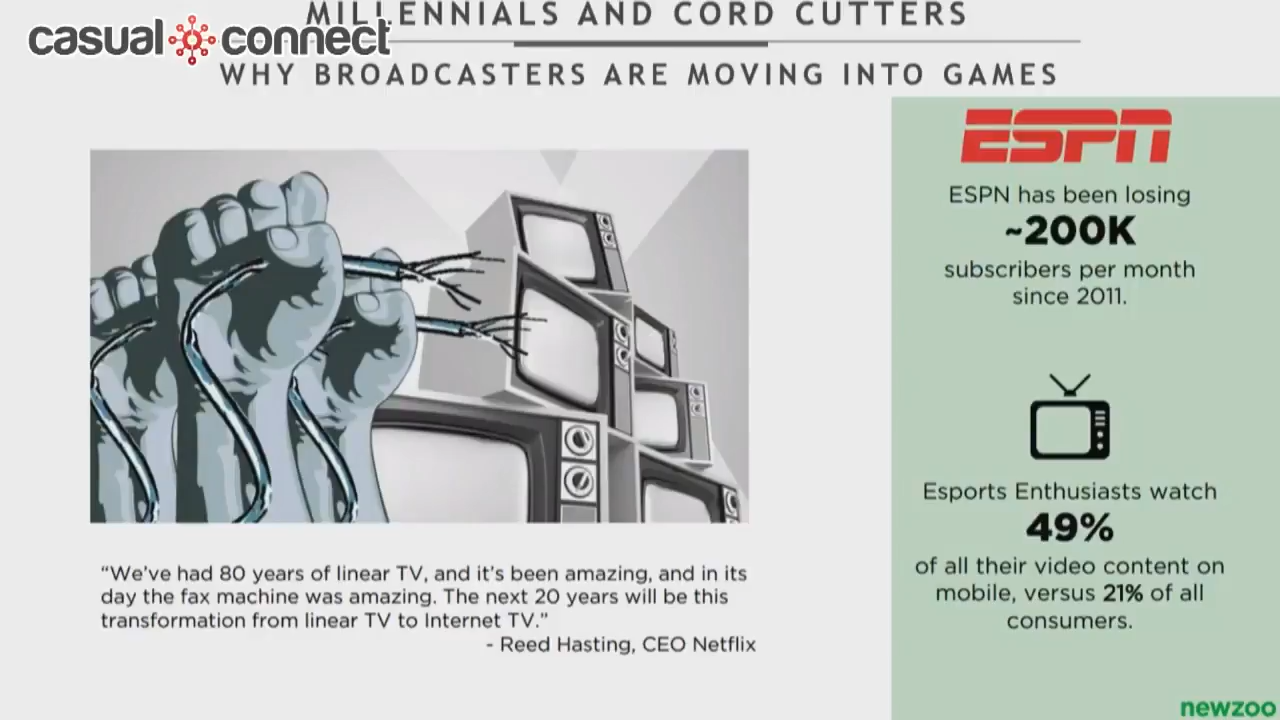 MILLENNIALS AND CORD CUTTERS
casual connect
WHY BROADCASTERS ARE MOVING INTO GAMES
ESPN
ESPN has been losing
~200K
subscribers per month
since 2011.
Esports Enthusiasts watch
49%
of all their video content on
mobile, versus 21% of all
consumers.
“We’ve had 80 years of linear TV, and it’s been amazing, and in its
day the fax machine was amazing. The next 20 years will be this
transformation from linear TV to Internet TV.”
- Reed Hasting, CEO Netflix
newzoo